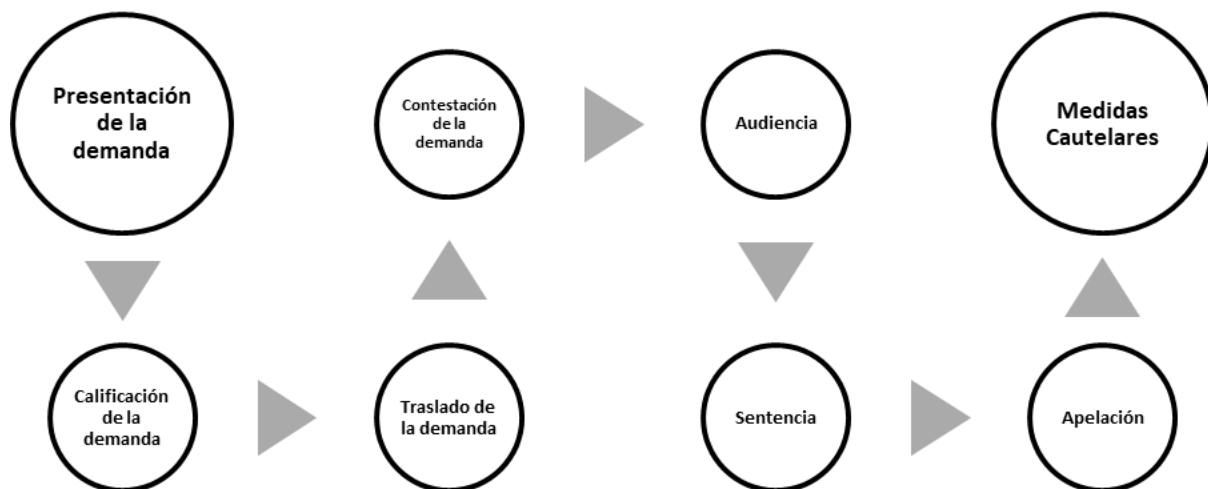 Presentación
de la
demanda
Calificación
de la
demanda
Traslado de
la demanda
Contestación
de la
demanda
Audiencia
Sentencia
Apelación
Medidas
Cautelares